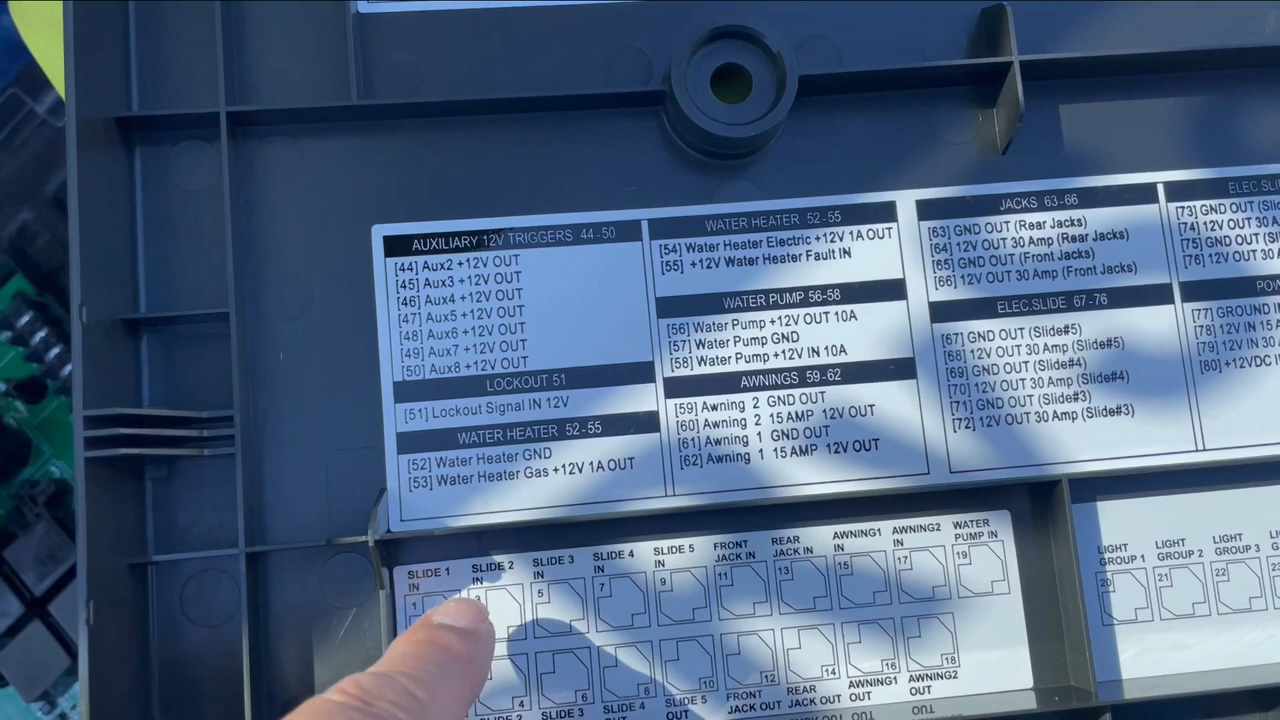 AUXILIARY 12V TRIGGERS 44-50
[44] Aux2 +12V OUT
[45] Aux3 +12V OUT
[46] Aux4 +12V OUT
[47] Aux5 +12V OUT
[48] Aux6 +12V OUT
[49] Aux7 +12V OUT
[50] Aux8 +12V OUT
LOCKOUT 51
[51] Lockout Signal IN 12V
WATER HEATER 52-55
[52] Water Heater GND
[53] Water Heater Gas +12V 1A OUT
WATER HEATER 52-55
[54] Water Heater Electric +12V 1A OUT
[55] +12V Water Heater Fault IN
WATER PUMP 56-58
[56] Water Pump +12V OUT 10A
[57] Water Pump GND
[58] Water Pump +12V IN 10A
AWNINGS 59-62
[59] Awning 2 GND OUT
[60] Awning 2 15 AMP 12V OUT
[61] Awning 1 GND OUT
[62] Awning 1 15 AMP 12V OUT
JACKS 63-66
[63] GND OUT (Rear Jacks)
[64] 12V OUT 30 Amp (Rear Jacks)
[65] GND OUT (Front Jacks)
[66] 12V OUT 30 Amp (Front Jacks)
ELEC.SLIDE 67-76
[67] GND OUT (Slide#5)
[68] 12V OUT 30 Amp (Slide#5)
[69] GND OUT (Slide#4)
[70] 12V OUT 30 Amp (Slide#4)
[71] GND OUT (Slide#3)
[72] 12V OUT 30 Amp (Slide#3)
[73] GND OUT
[74] 12V OUT 30
[75] GND OUT
[76] 12V OUT 30
[77] GROUND
[78] 12V IN 15
[79] 12V IN 30
[80] +12VDC
SLIDE 1 IN
SLIDE 2 IN
SLIDE 3 IN
SLIDE 4 IN
SLIDE 5 IN
FRONT JACK IN
REAR JACK IN
AWNING1 IN
AWNING2 IN
WATER PUMP IN
1 5 7 9 11 13 15 17 19
4 6 8 10 12 14 16 18
SLIDE 2
SLIDE 3
SLIDE 4 OUT
SLIDE 5 OUT
FRONT JACK OUT
REAR JACK OUT
AWNING1 OUT
AWNING2 OUT
LIGHT GROUP 1
LIGHT GROUP 2
LIGHT GROUP 3
20 21 22